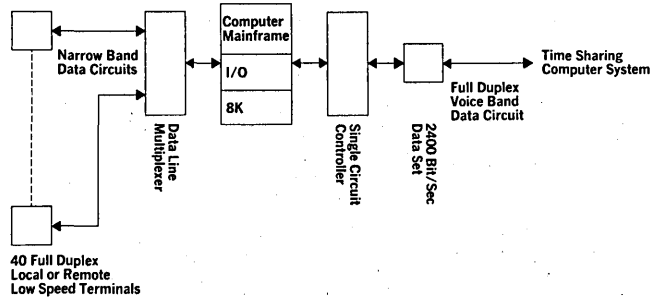 Computer
Mainframe
I/O
8K
Narrow Band
Data Circuits
Data Line
Multiplexer
Single Circuit
Controller
2400 Bit/Sec
Data Set
Full Duplex
Voice Band
Data Circuit
Time Sharing
Computer System
40 Full Duplex
Local or Remote
Low Speed Terminals